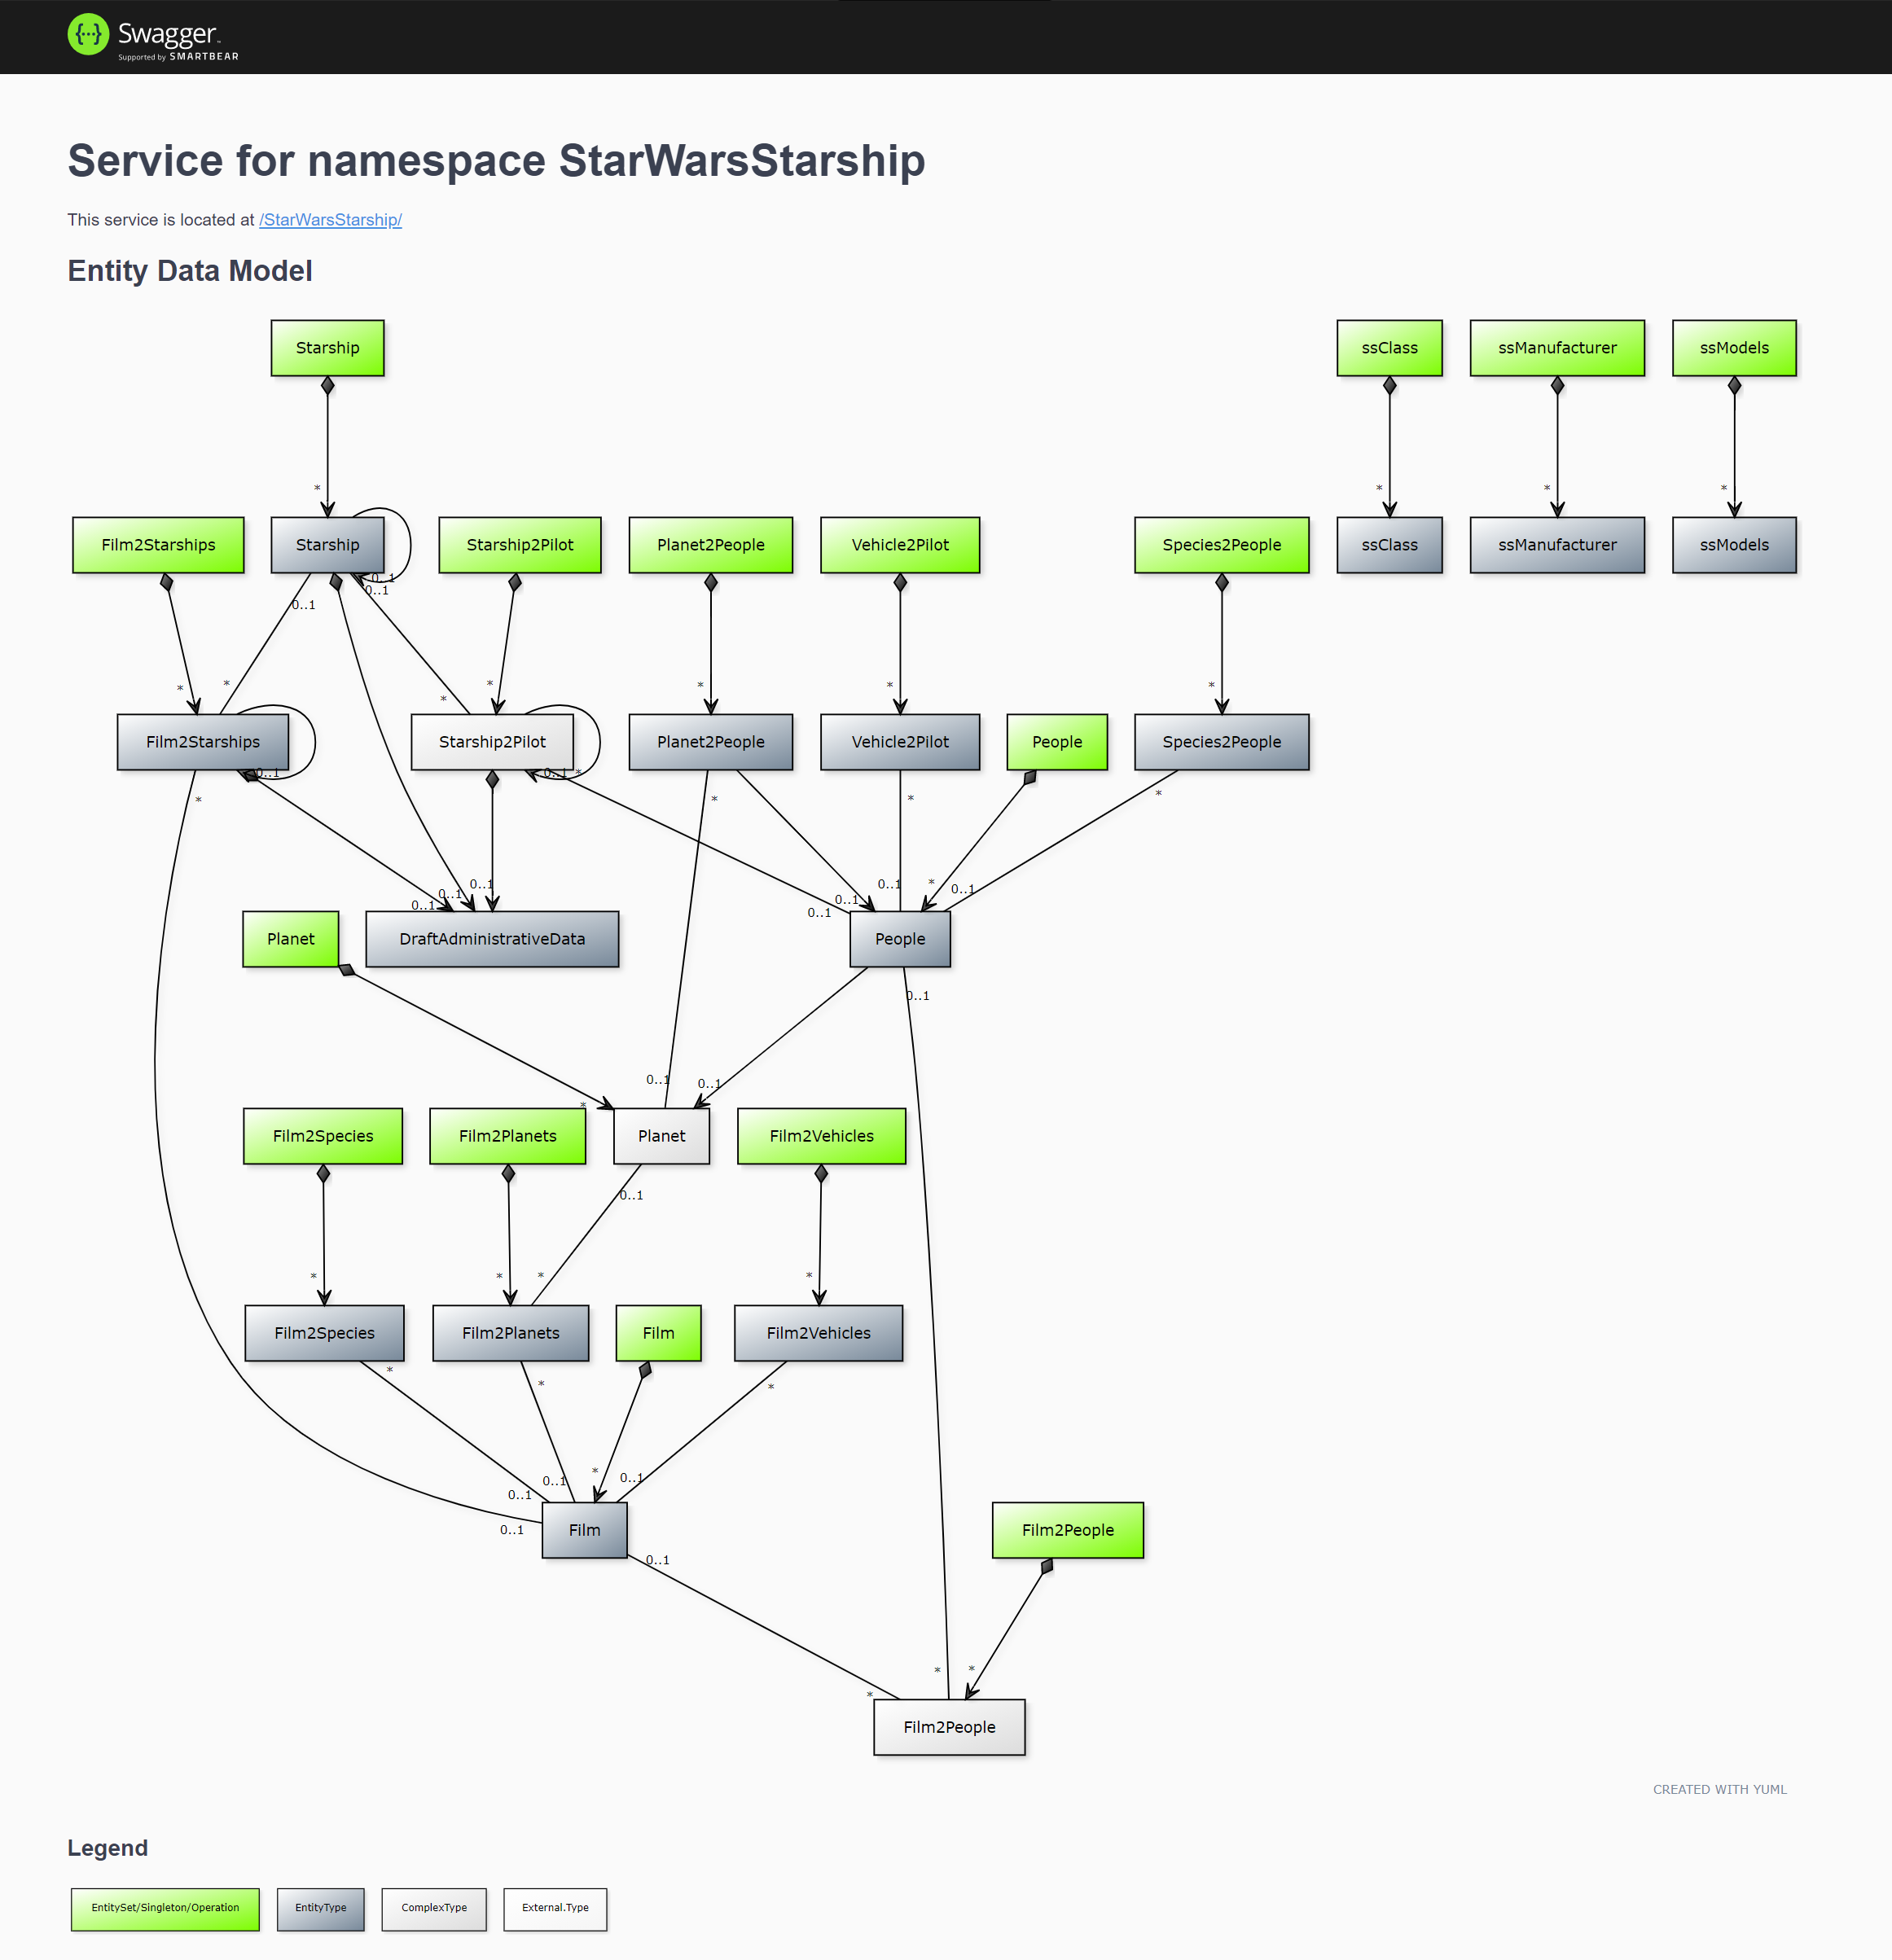 {···} Swagger™
Supported by SMARTBEAR
Service for namespace StarWarsStarship
This service is located at /StarWarsStarship/
Entity Data Model
Starship
ssClass
ssManufacturer
ssModels
*
*
*
*
Film2Starships
Starship
Starship2Pilot
Planet2People
Vehicle2Pilot
Species2People
ssClass
ssManufacturer
ssModels
0..1
0..1
0..1
*
*
*
*
*
*
*
Film2Starships
Starship2Pilot
Planet2People
Vehicle2Pilot
People
Species2People
0..1
0..1
*
*
*
*
*
0..1
0..1
0..1
0..1
0..1
0..1
*
0..1
Planet
DraftAdministrativeData
People
0..1
0..1
0..1
*
Film2Species
Film2Planets
Planet
Film2Vehicles
0..1
*
*
*
*
Film2Species
Film2Planets
Film
Film2Vehicles
*
*
*
0..1
0..1
*
0..1
0..1
Film
Film2People
0..1
*
*
*
Film2People
CREATED WITH YUML
Legend
EntitySet/Singleton/Operation
EntityType
ComplexType
External.Type